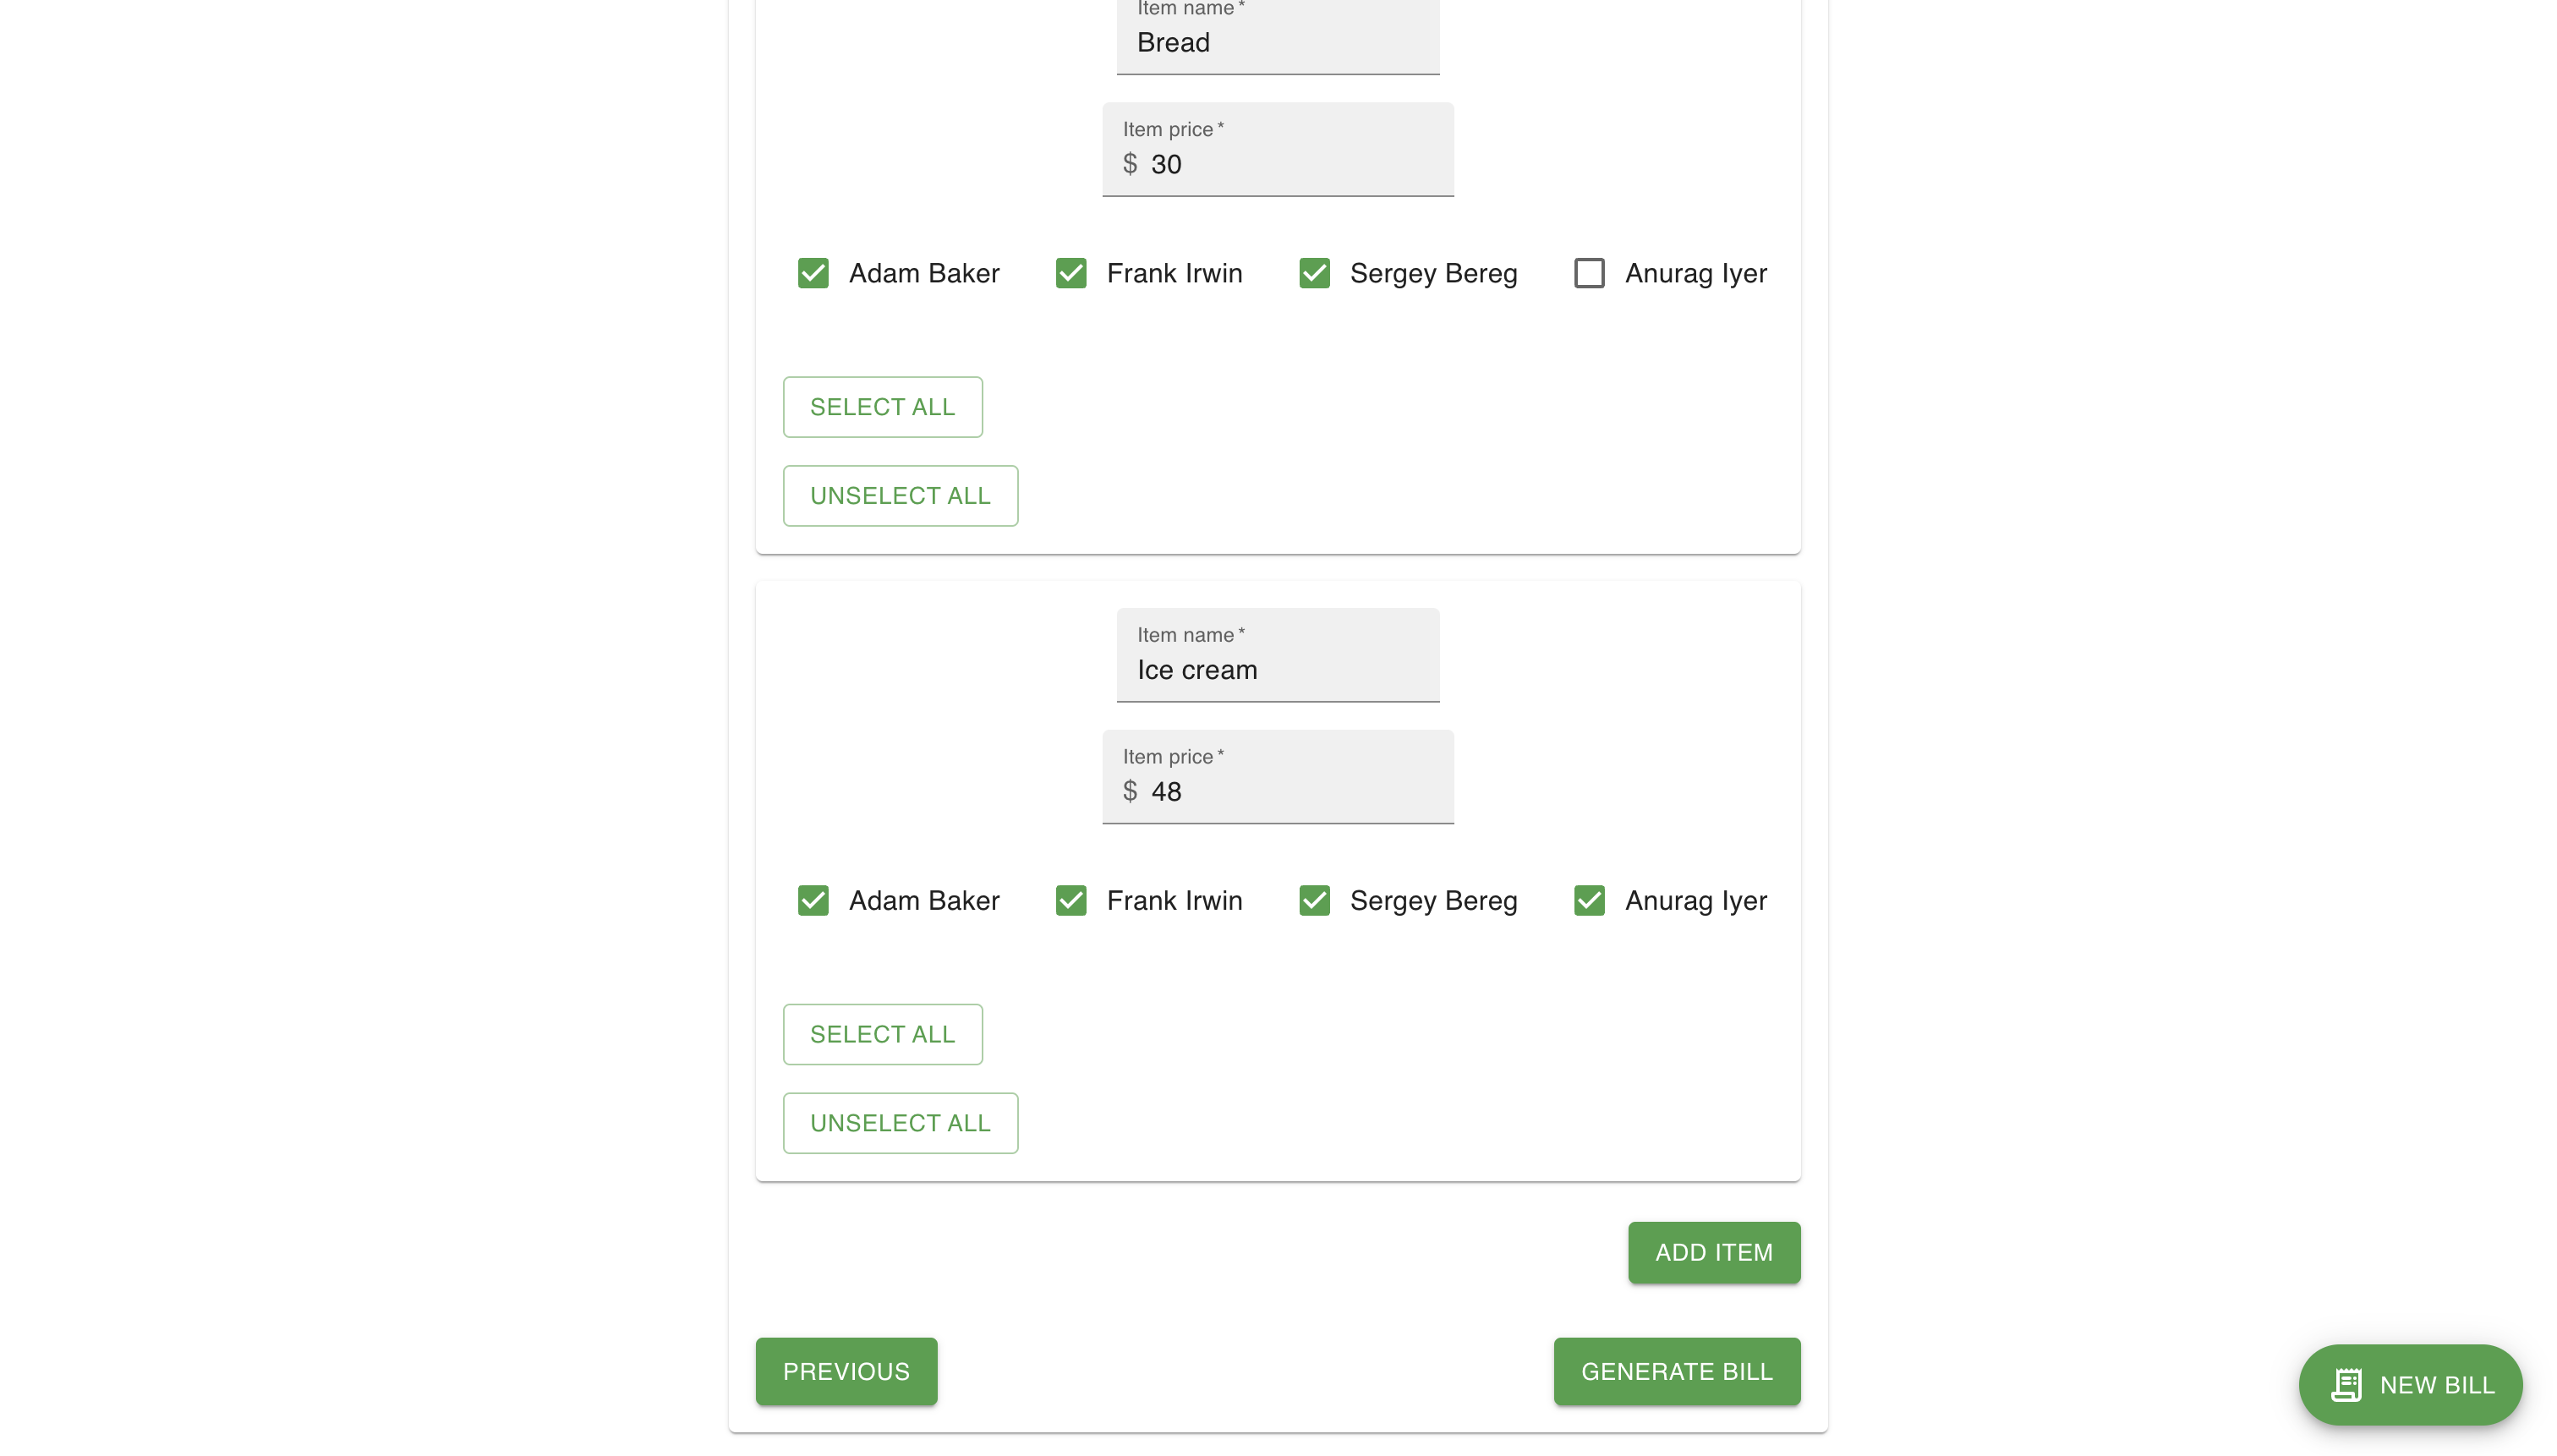 Item name *
Bread
Item price *
$ 30
Adam Baker Frank Irwin Sergey Bereg Anurag Iyer
SELECT ALL
UNSELECT ALL
Item name *
Ice cream
Item price *
$ 48
Adam Baker Frank Irwin Sergey Bereg Anurag Iyer
SELECT ALL
UNSELECT ALL
ADD ITEM
PREVIOUS GENERATE BILL
NEW BILL